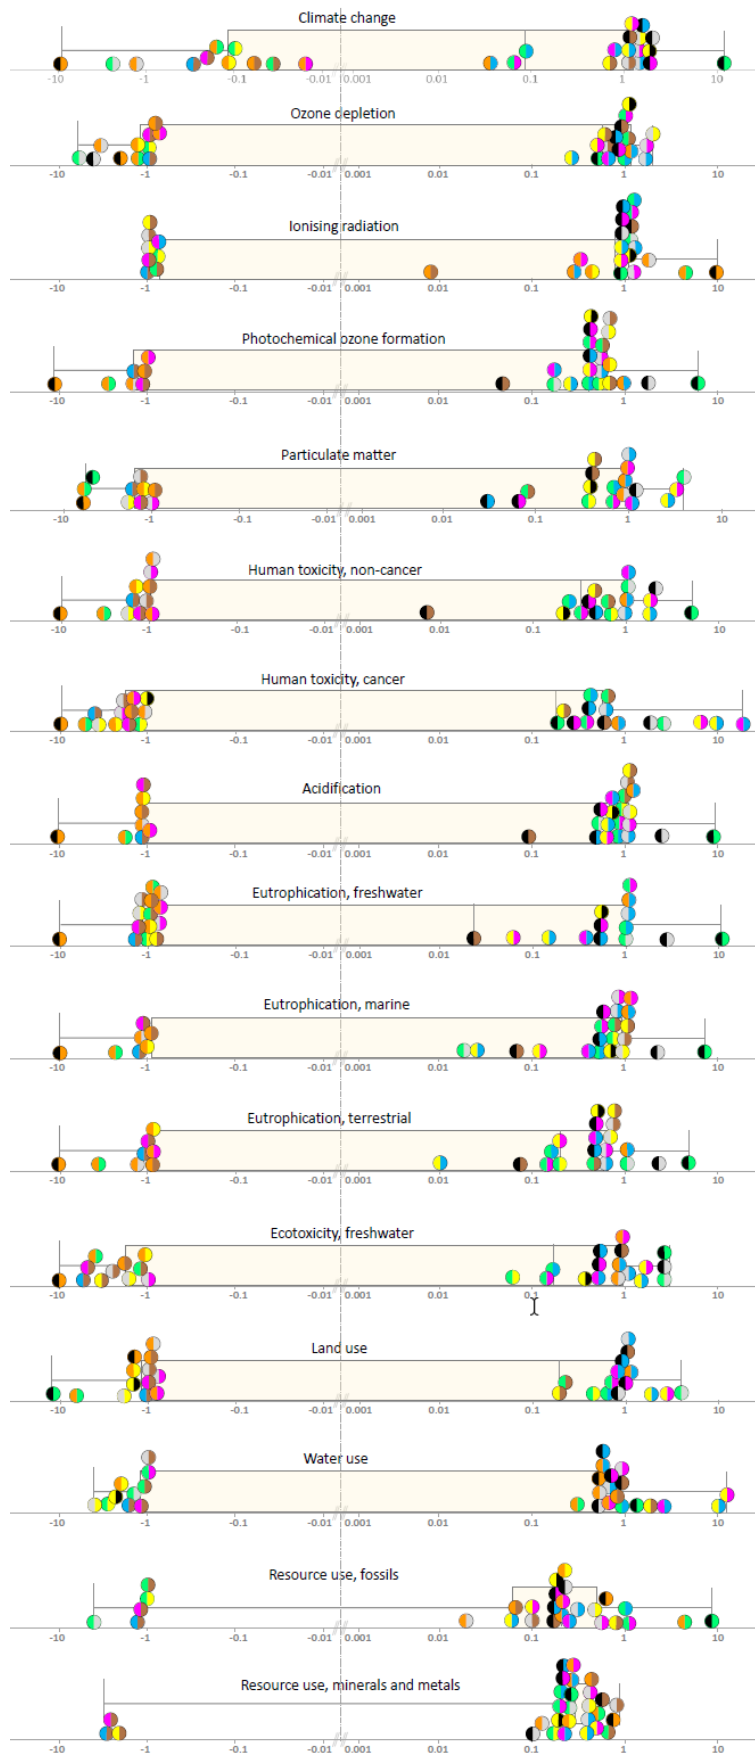 Climate change
-10 -1 -0.1 -0.01 0.001 0.01 0.1 1 10
Ozone depletion
-10 -1 -0.1 -0.01 0.001 0.01 0.1 1 10
Ionising radiation
-10 -1 -0.1 -0.01 0.001 0.01 0.1 1 10
Photochemical ozone formation
-10 -1 -0.1 -0.01 0.001 0.01 0.1 1 10
Particulate matter
-10 -1 -0.1 -0.01 0.001 0.01 0.1 1 10
Human toxicity, non-cancer
-10 -1 -0.1 -0.01 0.001 0.01 0.1 1 10
Human toxicity, cancer
-10 -1 -0.1 -0.01 0.001 0.01 0.1 1 10
Acidification
-10 -1 -0.1 -0.01 0.001 0.01 0.1 1 10
Eutrophication, freshwater
-10 -1 -0.1 -0.01 0.001 0.01 0.1 1 10
Eutrophication, marine
-10 -1 -0.1 -0.01 0.001 0.01 0.1 1 10
Eutrophication, terrestrial
-10 -1 -0.1 -0.01 0.001 0.01 0.1 1 10
Ecotoxicity, freshwater
-10 -1 -0.1 -0.01 0.001 0.01 0.1 1 10
Land use
-10 -1 -0.1 -0.01 0.001 0.01 0.1 1 10
Water use
-10 -1 -0.1 -0.01 0.001 0.01 0.1 1 10
Resource use, fossils
-10 -1 -0.1 -0.01 0.001 0.01 0.1 1 10
Resource use, minerals and metals
-10 -1 -0.1 -0.01 0.001 0.01 0.1 1 10